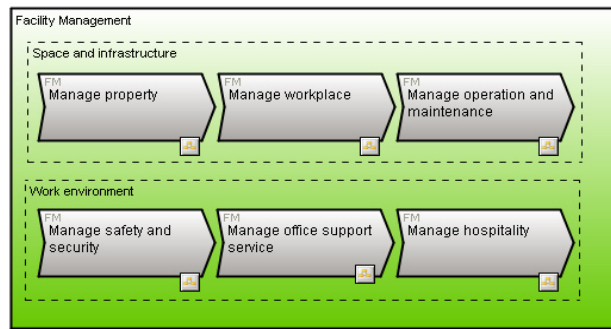 Facility Management
Space and infrastructure
FM
Manage property
FM
Manage workplace
FM
Manage operation and
maintenance
Work environment
FM
Manage safety and
security
FM
Manage office support
service
FM
Manage hospitality